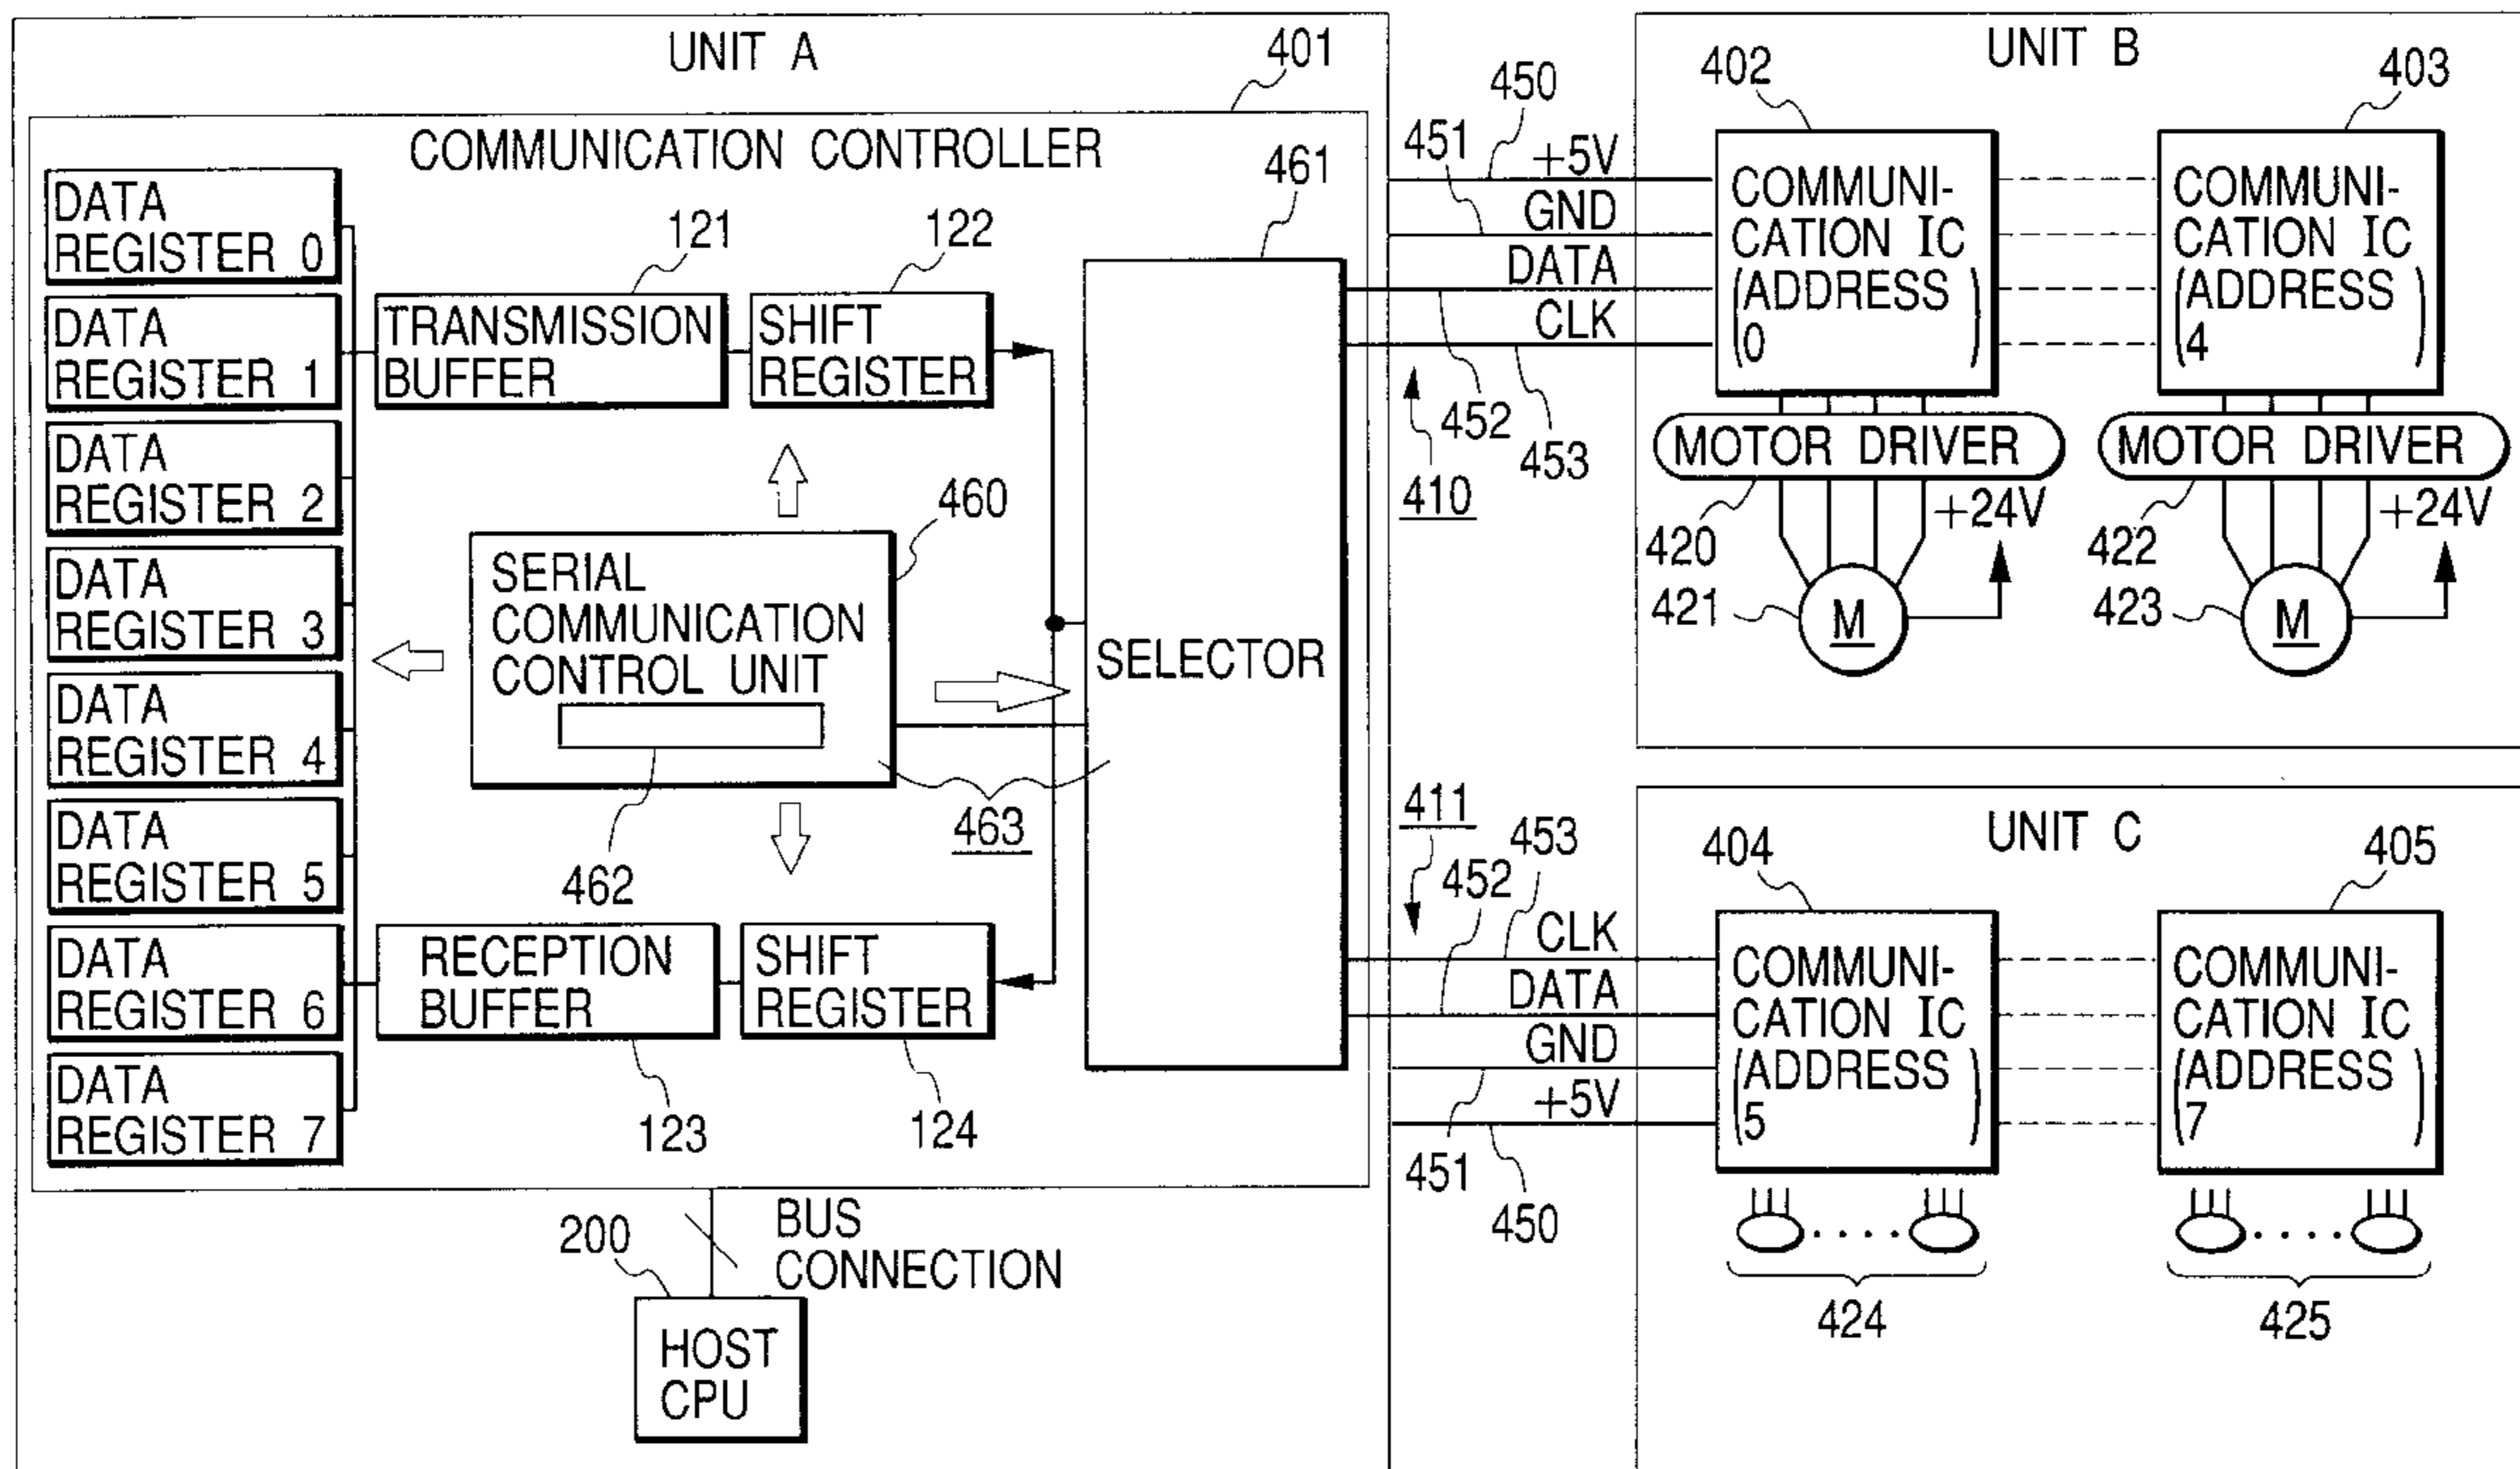 UNIT A
401
COMMUNICATION CONTROLLER
DATA
REGISTER 0
DATA
REGISTER 1
DATA
REGISTER 2
DATA
REGISTER 3
DATA
REGISTER 4
DATA
REGISTER 5
DATA
REGISTER 6
DATA
REGISTER 7
121
TRANSMISSION
BUFFER
122
SHIFT
REGISTER
460
SERIAL
COMMUNICATION
CONTROL UNIT
462
463
RECEPTION
BUFFER
123
SHIFT
REGISTER
124
461
SELECTOR
BUS
CONNECTION
200
HOST
CPU
450
451
+5V
GND
DATA
CLK
452
453
410
411
453
452
CLK
DATA
GND
+5V
451
450
UNIT B
402
COMMUNI-
CATION IC
(ADDRESS
0)
403
COMMUNI-
CATION IC
(ADDRESS
4)
MOTOR DRIVER
MOTOR DRIVER
420
+24V
421
M
422
+24V
423
M
UNIT C
404
COMMUNI-
CATION IC
(ADDRESS
5)
405
COMMUNI-
CATION IC
(ADDRESS
7)
424
425